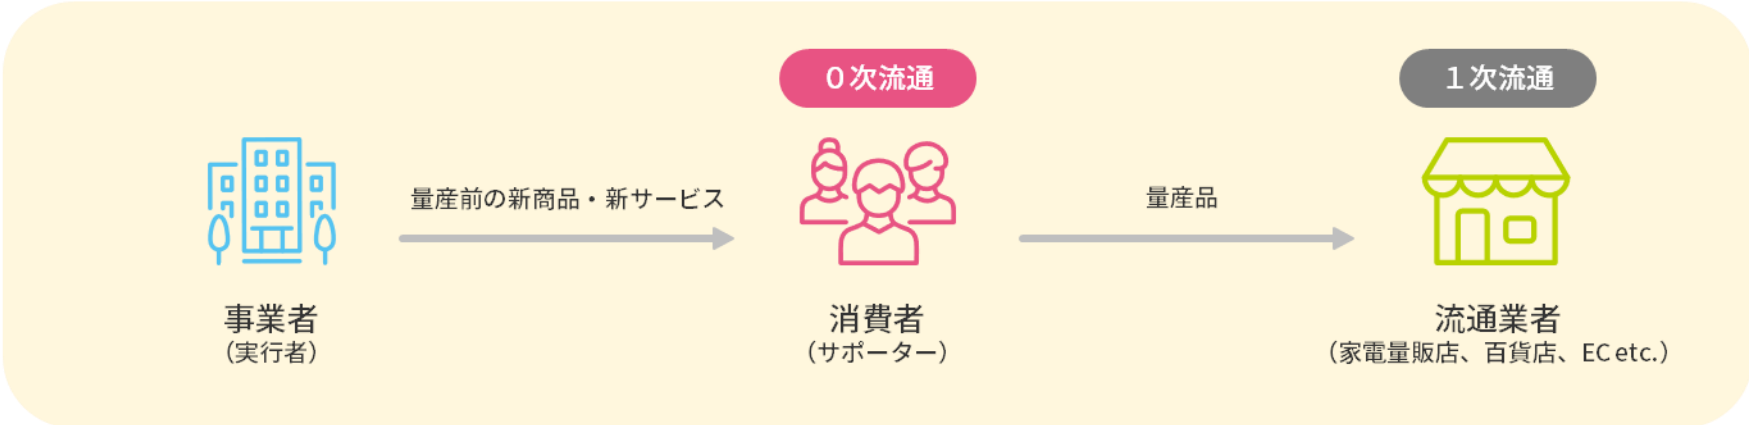 ０次流通
１次流通
量産前の新商品・新サービス
量産品
事業者
（実行者）
消費者
（サポーター）
流通業者
（家電量販店、百貨店、EC etc.）